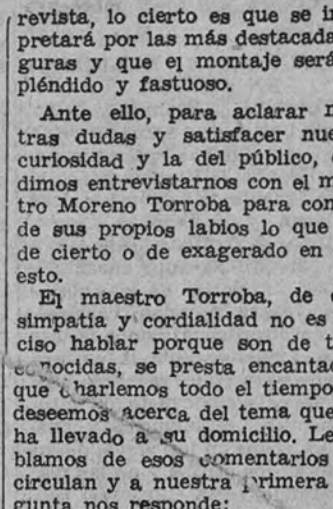 revista, lo cierto es que se in
pretará por las más destacada
guras y que el montaje será
pléndido y fastuoso.
Ante ello, para aclarar n
tras dudas y satisfacer nue
curiosidad y la del público,
dimos entrevistarnos con el m
tro Moreno Torroba para con
de sus propios labios lo que
de cierto o de exagerado en
esto.
El maestro Torroba, de
simpatía y cordialidad no es
ciso hablar porque son de t
conocidas, se presta encantad
que charlemos todo el tiempo
deseemos acerca del tema que
ha llevado a su domicilio. Le
blamos de esos comentarios
circulan y a nuestra primera
gunta nos responde: